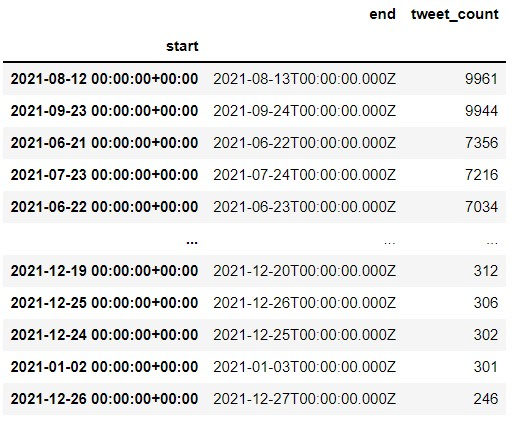 end tweet_count
start
2021-08-12 00:00:00+00:00 2021-08-13T00:00:00.000Z 9961
2021-09-23 00:00:00+00:00 2021-09-24T00:00:00.000Z 9944
2021-06-21 00:00:00+00:00 2021-06-22T00:00:00.000Z 7356
2021-07-23 00:00:00+00:00 2021-07-24T00:00:00.000Z 7216
2021-06-22 00:00:00+00:00 2021-06-23T00:00:00.000Z 7034
... ... ...
2021-12-19 00:00:00+00:00 2021-12-20T00:00:00.000Z 312
2021-12-25 00:00:00+00:00 2021-12-26T00:00:00.000Z 306
2021-12-24 00:00:00+00:00 2021-12-25T00:00:00.000Z 302
2021-01-02 00:00:00+00:00 2021-01-03T00:00:00.000Z 301
2021-12-26 00:00:00+00:00 2021-12-27T00:00:00.000Z 246